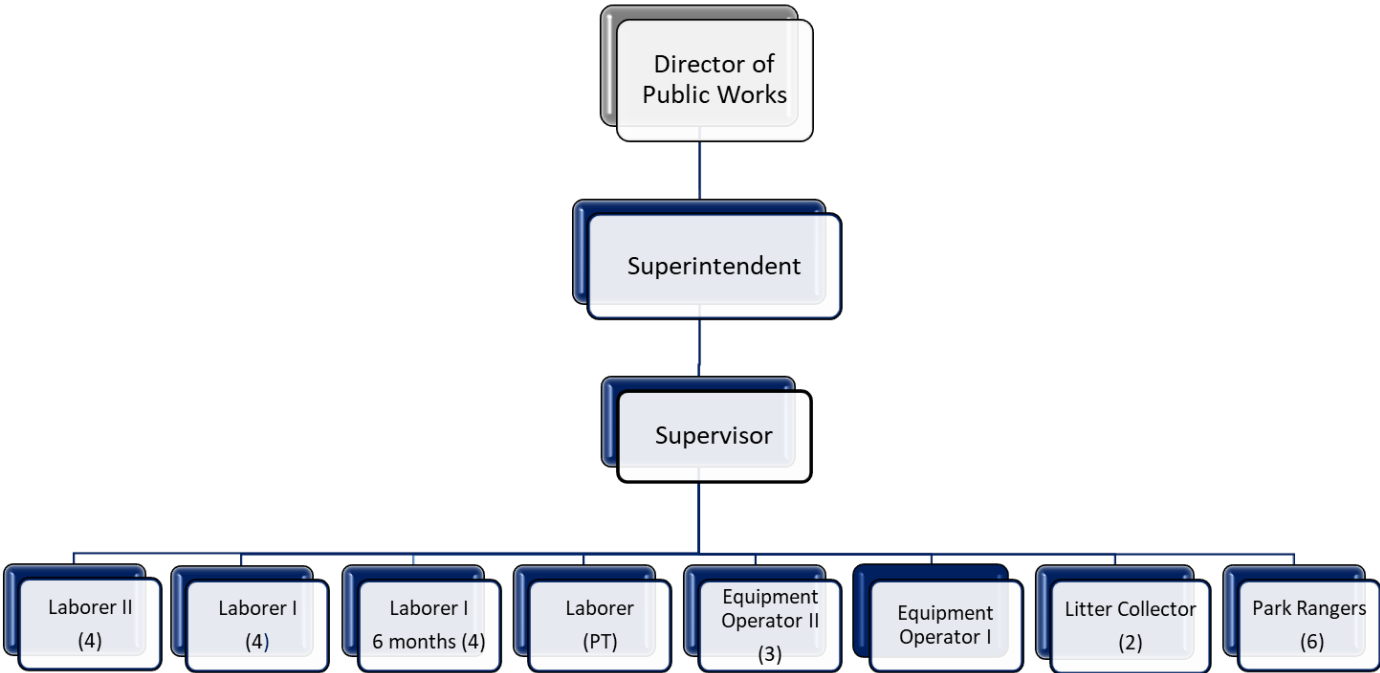 Director of
Public Works
Superintendent
Supervisor
Laborer II
(4)
Laborer I
(4)
Laborer I
6 months (4)
Laborer
(PT)
Equipment
Operator II
(3)
Equipment
Operator I
Litter Collector
(2)
Park Rangers
(6)